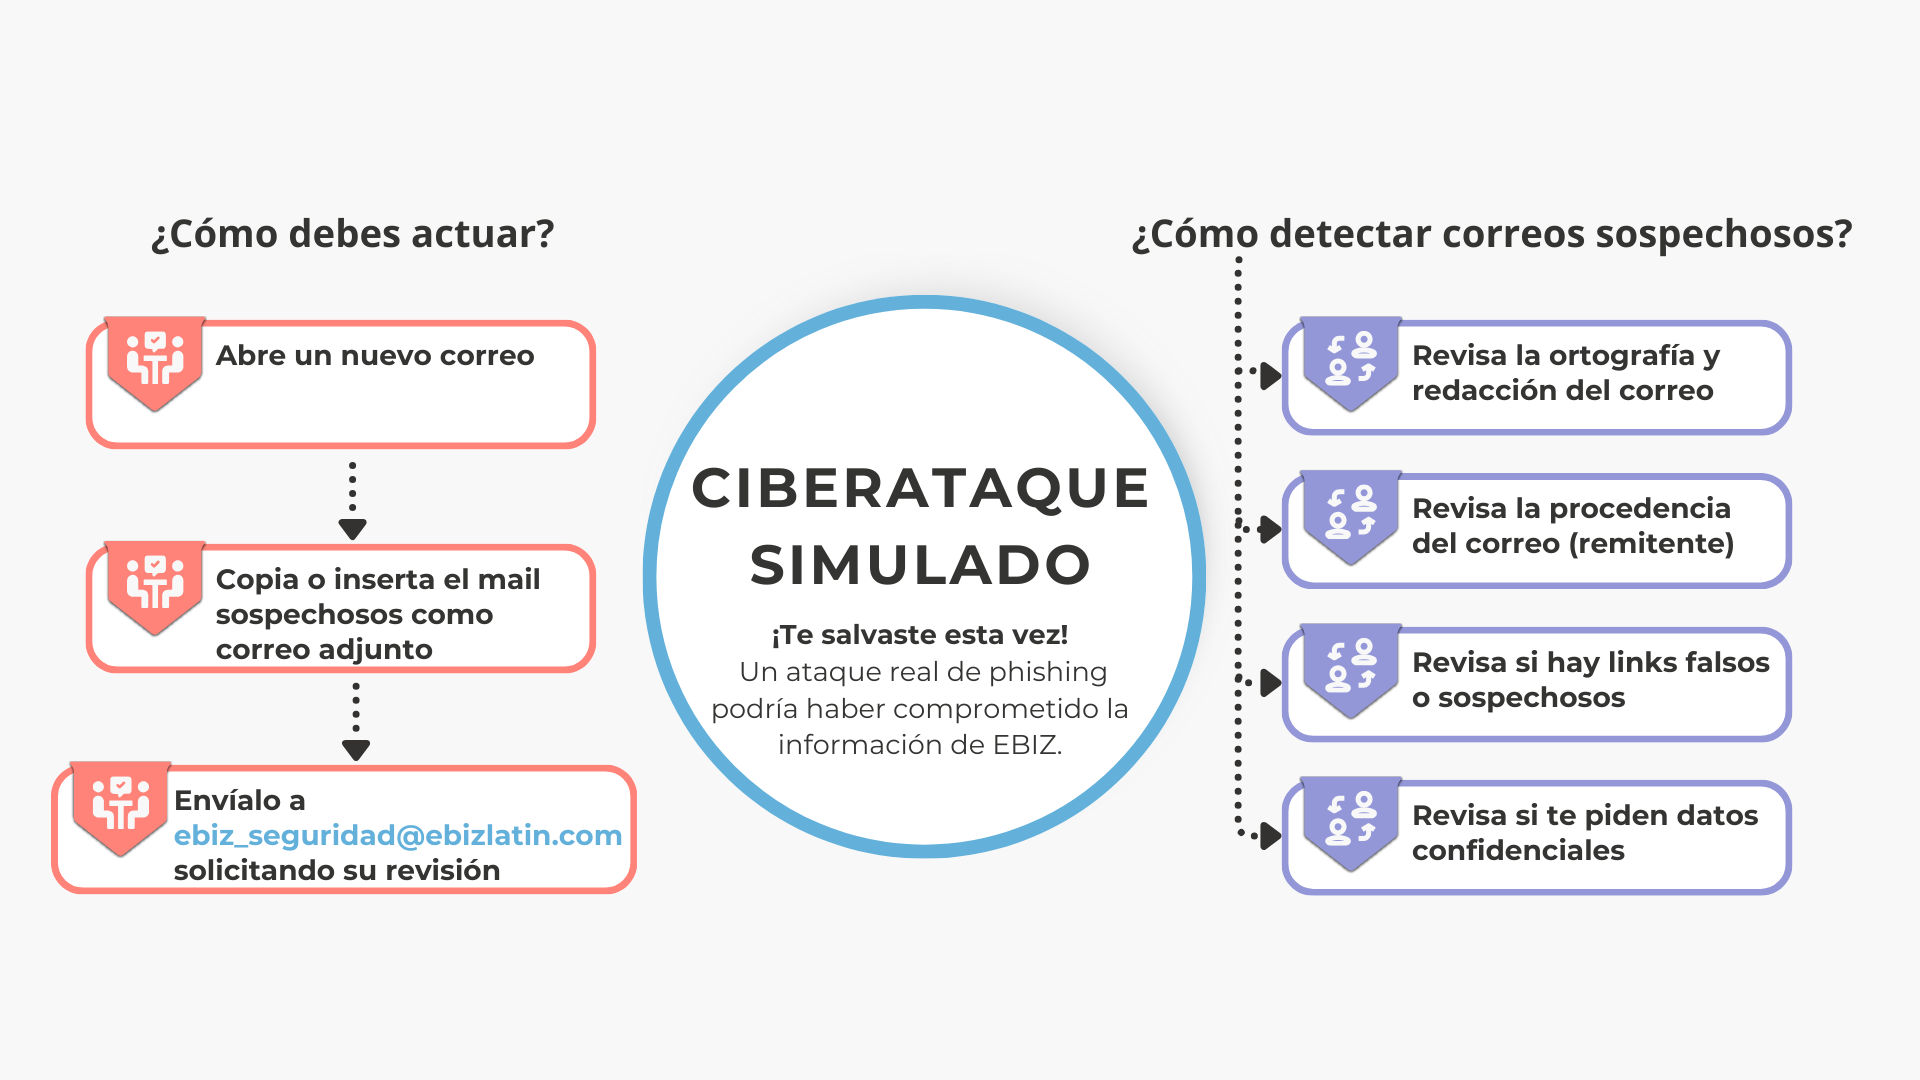 ¿Cómo debes actuar?
Abre un nuevo correo
Copia o inserta el mail
sospechosos como
correo adjunto
Envíalo a
ebiz_seguridad@ebizlatin.com
solicitando su revisión
CIBERATAQUE
SIMULADO
¡Te salvaste esta vez!
Un ataque real de phishing
podría haber comprometido la
información de EBIZ.
¿Cómo detectar correos sospechosos?
Revisa la ortografía y
redacción del correo
Revisa la procedencia
del correo (remitente)
Revisa si hay links falsos
o sospechosos
Revisa si te piden datos
confidenciales